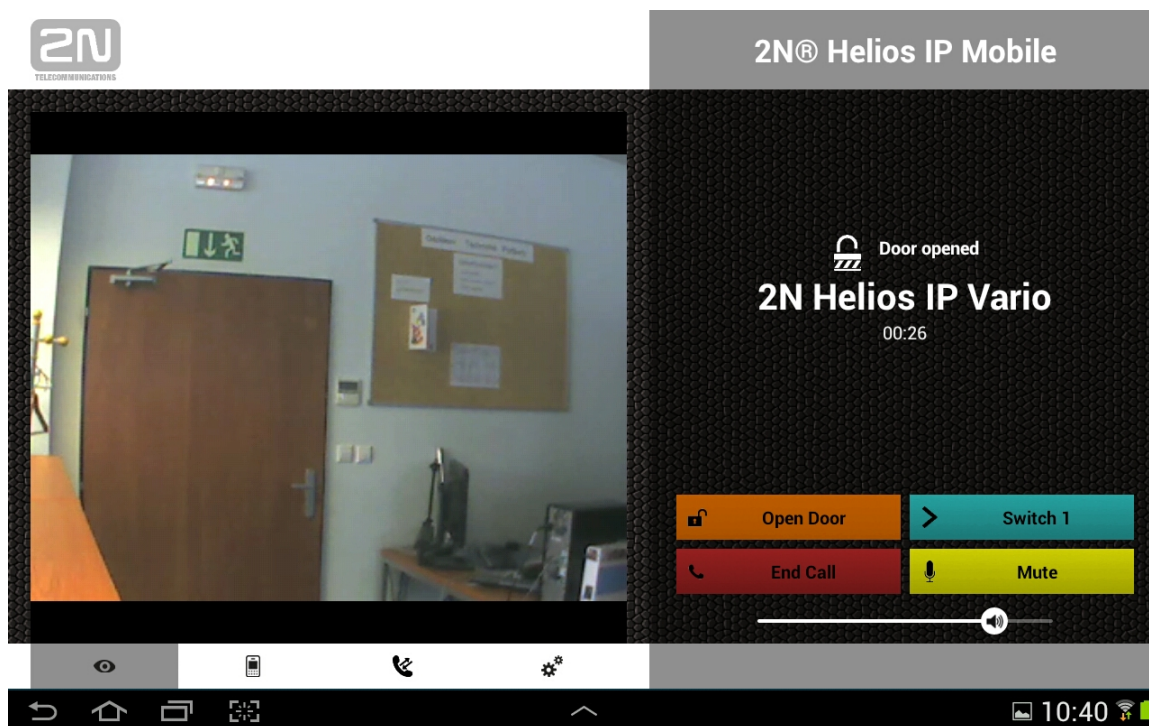 2N
TELECOMMUNICATIONS
2N® Helios IP Mobile
Door opened
2N Helios IP Vario
00:26
Open Door
Switch 1
End Call
Mute
10:40